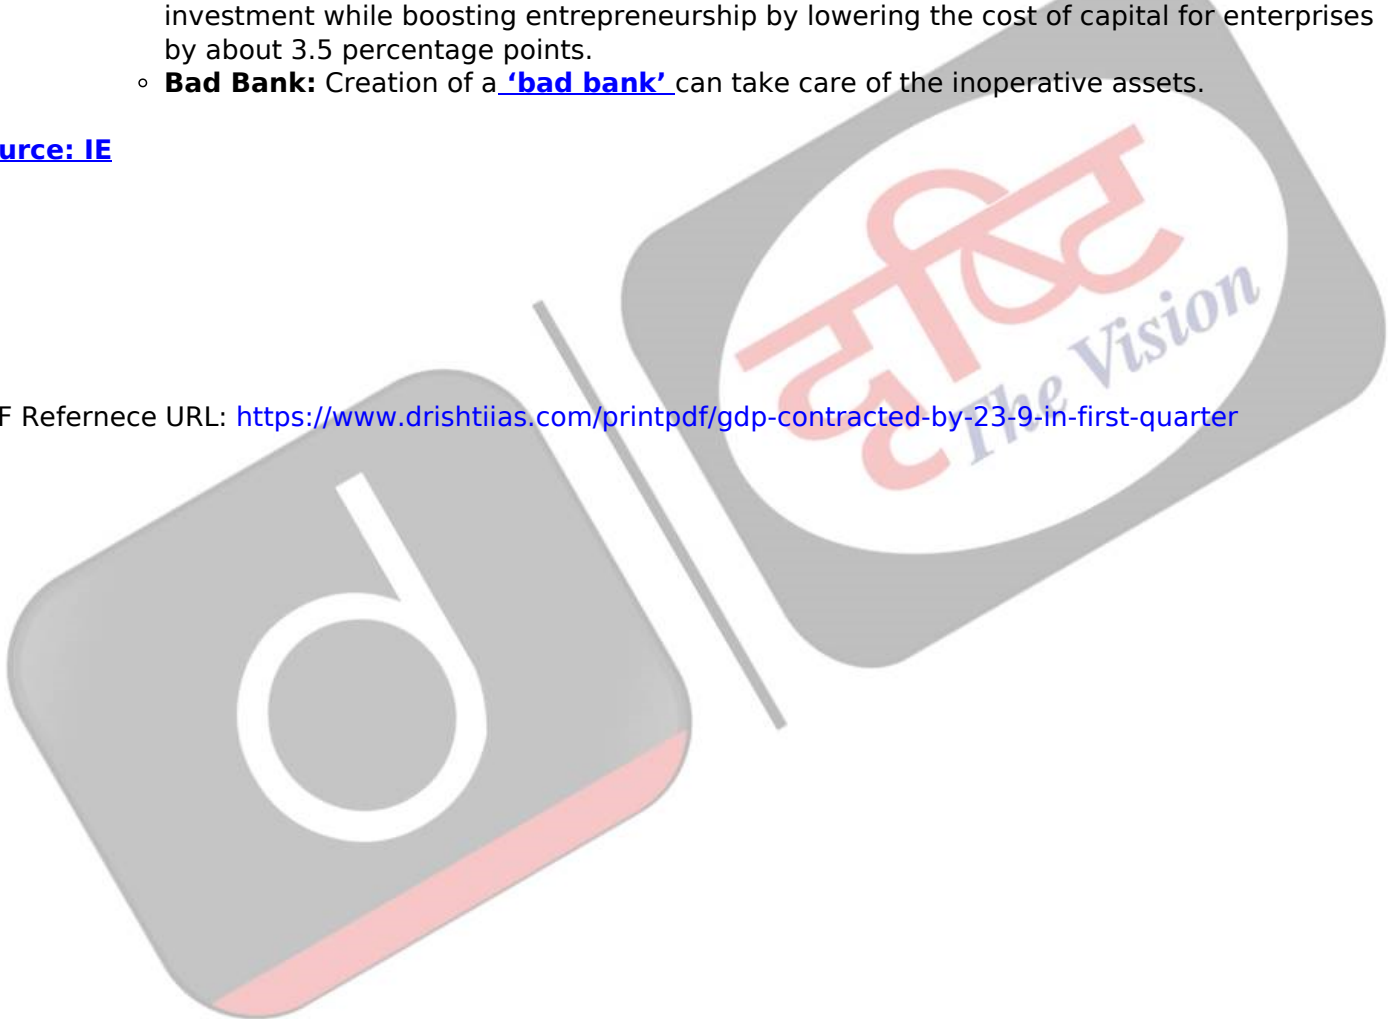 investment while boosting entrepreneurship by lowering the cost of capital for enterprises
by about 3.5 percentage points.
◦ Bad Bank: Creation of a ‘bad bank’ can take care of the inoperative assets.
urce: IE
दृष्टि
The Vision
F Refernece URL: https://www.drishtiias.com/printpdf/gdp-contracted-by-23-9-in-first-quarter
d